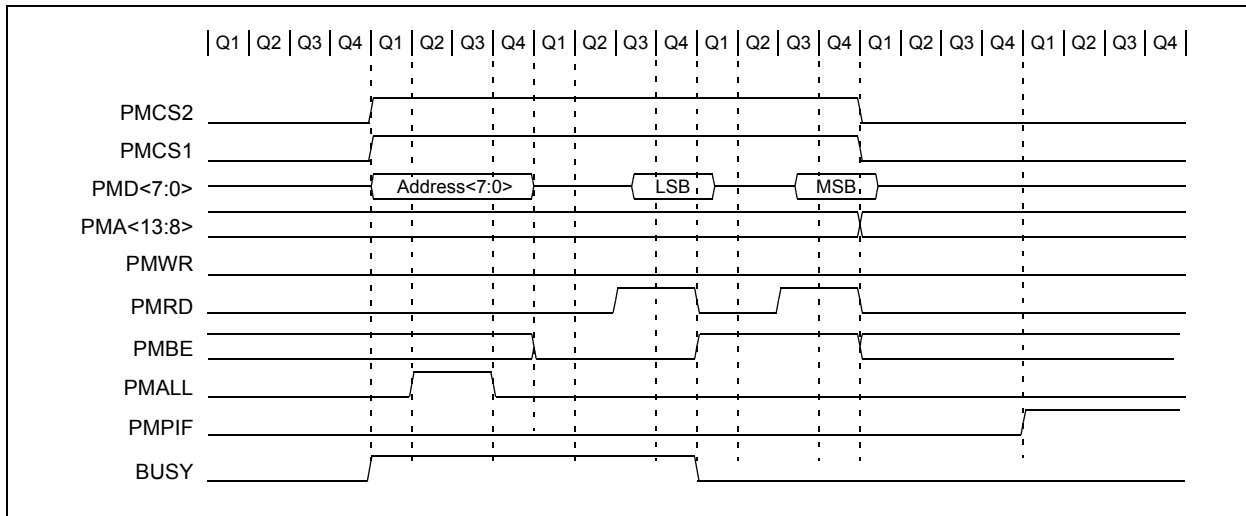 Q1 Q2 Q3 Q4 Q1 Q2 Q3 Q4 Q1 Q2 Q3 Q4 Q1 Q2 Q3 Q4 Q1 Q2 Q3 Q4 Q1 Q2 Q3 Q4
PMCS2
PMCS1
PMD<7:0> Address<7:0> LSB MSB
PMA<13:8>
PMWR
PMRD
PMBE
PMALL
PMPIF
BUSY